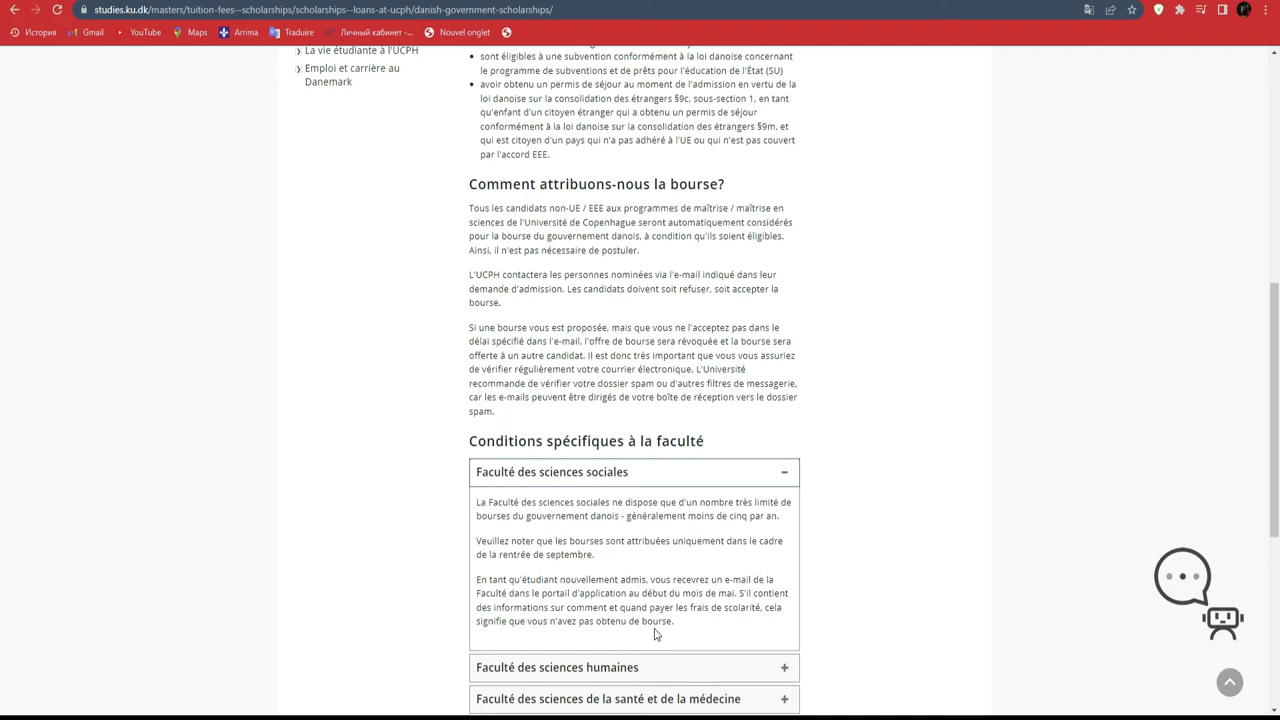 studies.ku.dk/masters/tuition-fees--scholarships/scholarships--loans-at-ucph/danish-government-scholarships/
История
Gmail
YouTube
Maps
Arrima
Traduire
Личный кабинет -...
Nouvel onglet
La vie étudiante à l'UCPH
Emploi et carrière au
Danemark
sont éligibles à une subvention conformément à la loi danoise concernant
le programme de subventions et de prêts pour l'éducation de l'État (SU)
avoir obtenu un permis de séjour au moment de l'admission en vertu de la
loi danoise sur la consolidation des étrangers §9c, sous-section 1, en tant
qu'enfant d'un citoyen étranger qui a obtenu un permis de séjour
conformément à la loi danoise sur la consolidation des étrangers §9m, et
qui est citoyen d'un pays qui n'a pas adhéré à l'UE ou qui n'est pas couvert
par l'accord EEE.
Comment attribuons-nous la bourse?
Tous les candidats non-UE / EEE aux programmes de maîtrise / maîtrise en
sciences de l'Université de Copenhague seront automatiquement considérés
pour la bourse du gouvernement danois, à condition qu'ils soient éligibles.
Ainsi, il n'est pas nécessaire de postuler.
L'UCPH contactera les personnes nominées via l'e-mail indiqué dans leur
demande d'admission. Les candidats doivent soit refuser, soit accepter la
bourse.
Si une bourse vous est proposée, mais que vous ne l'acceptez pas dans le
délai spécifié dans l'e-mail, l'offre de bourse sera révoquée et la bourse sera
offerte à un autre candidat. Il est donc très important que vous vous assuriez
de vérifier régulièrement votre courrier électronique. L'Université
recommande de vérifier votre dossier spam ou d'autres filtres de messagerie,
car les e-mails peuvent être dirigés de votre boîte de réception vers le dossier
spam.
Conditions spécifiques à la faculté
Faculté des sciences sociales
La Faculté des sciences sociales ne dispose que d'un nombre très limité de
bourses du gouvernement danois - généralement moins de cinq par an.
Veuillez noter que les bourses sont attribuées uniquement dans le cadre
de la rentrée de septembre.
En tant qu'étudiant nouvellement admis, vous recevrez un e-mail de la
Faculté dans le portail d'application au début du mois de mai. S'il contient
des informations sur comment et quand payer les frais de scolarité, cela
signifie que vous n'avez pas obtenu de bourse.
Faculté des sciences humaines
Faculté des sciences de la santé et de la médecine